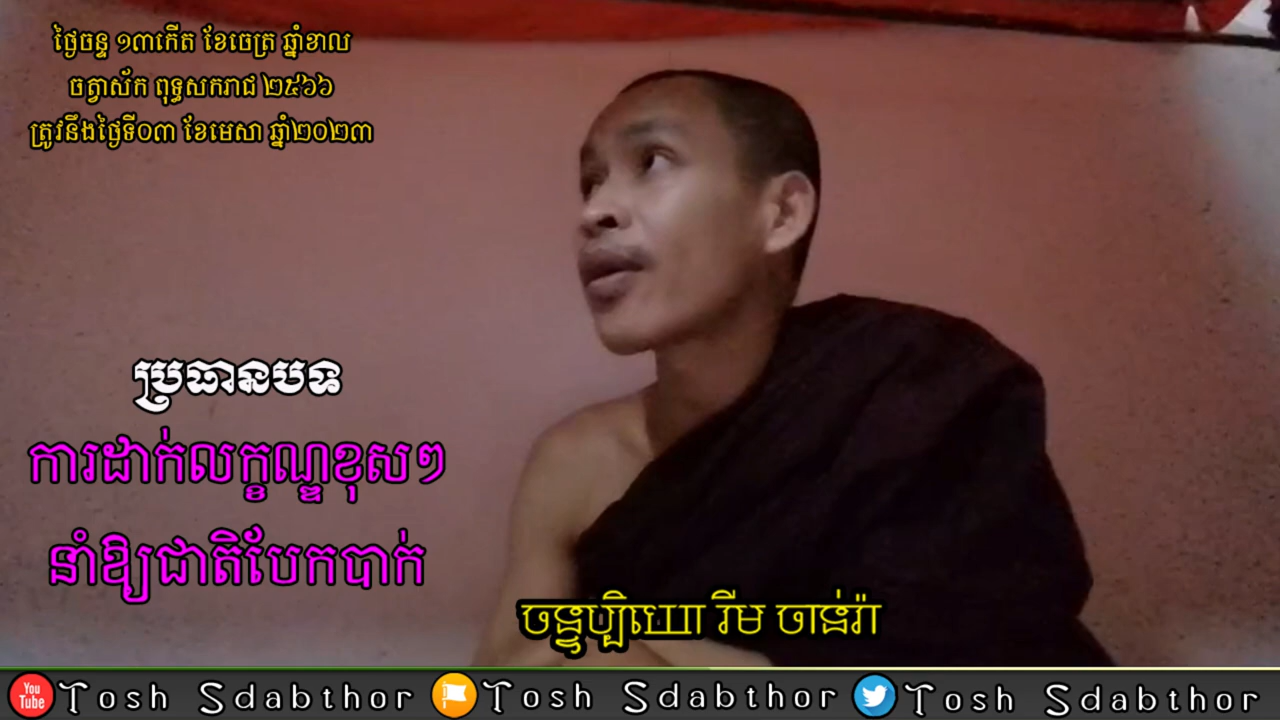 ថ្ងៃចន្ទ ១៣កើត ខែចេត្រ ឆ្នាំខាល
ចត្វាស័ក ពុទ្ធសករាជ ២៥៦៦
ត្រូវនឹងថ្ងៃទី០៣ ខែមេសា ឆ្នាំ២០២៣
ប្រធានបទ
ការដាក់លក្ខណ្ឌខុសៗ
នាំឱ្យជាតិបែកបាក់
ចន្ទប្បិយោ រីម ចាន់រ៉ា
You Tube Tosh Sdabthor Tosh Sdabthor Tosh Sdabthor